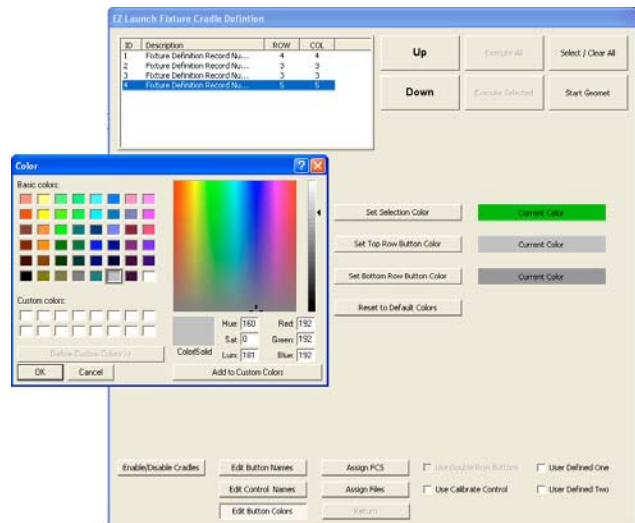 EZ Launch Fixture Cradle Defintion
ID Description ROW COL
1 Fixture Definition Record Nu... 4 4
2 Fixture Definition Record Nu... 3 3
3 Fixture Definition Record Nu... 3 3
4 Fixture Definition Record Nu... 5 5
Up
Execute All
Select / Clear All
Down
Execute Selected
Start Geomet
Color
Basic colors:
Custom colors:
Define Custom Colors >>
OK Cancel
Color|Solid
Hue: 160 Red: 192
Sat: 0 Green: 192
Lum: 181 Blue: 192
Add to Custom Colors
Set Selection Color Current Color
Set Top Row Button Color Current Color
Set Bottom Row Button Color Current Color
Reset to Default Colors
Enable/Disable Cradles Edit Button Names Assign FCS Use Double Row Buttons User Defined One
Edit Control Names Assign Files Use Calibrate Control User Defined Two
Edit Button Colors Return